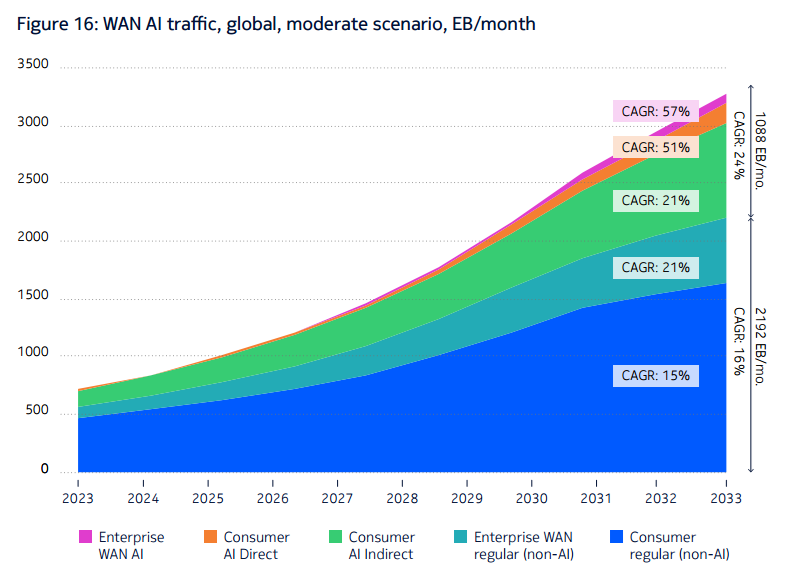 Figure 16: WAN AI traffic, global, moderate scenario, EB/month
3500
3000
2500
2000
1500
1000
500
0
CAGR: 57%
CAGR: 51%
CAGR: 21%
CAGR: 21%
CAGR: 15%
1088 EB/mo.
CAGR: 24%
2192 EB/mo.
CAGR: 16%
2023 2024 2025 2026 2027 2028 2029 2030 2031 2032 2033
Enterprise WAN AI
Consumer AI Direct
Consumer AI Indirect
Enterprise WAN regular (non-AI)
Consumer regular (non-AI)